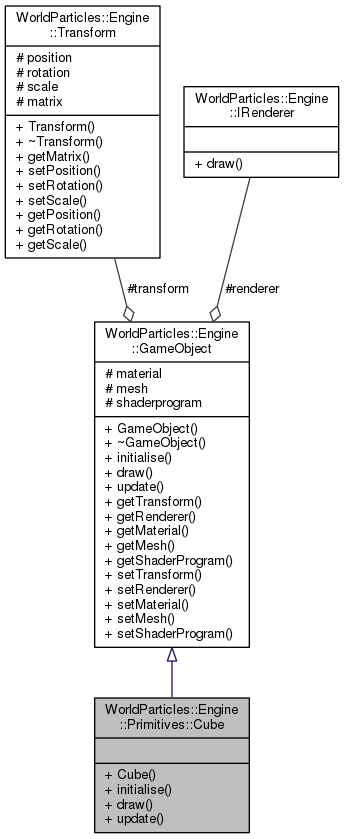 WorldParticles::Engine
::Transform
# position
# rotation
# scale
# matrix
+ Transform()
+ ~Transform()
+ getMatrix()
+ setPosition()
+ setRotation()
+ setScale()
+ getPosition()
+ getRotation()
+ getScale()
WorldParticles::Engine
::IRenderer
+ draw()
#transform
#renderer
WorldParticles::Engine
::GameObject
# material
# mesh
# shaderprogram
+ GameObject()
+ ~GameObject()
+ initialise()
+ draw()
+ update()
+ getTransform()
+ getRenderer()
+ getMaterial()
+ getMesh()
+ getShaderProgram()
+ setTransform()
+ setRenderer()
+ setMaterial()
+ setMesh()
+ setShaderProgram()
WorldParticles::Engine
::Primitives::Cube
+ Cube()
+ initialise()
+ draw()
+ update()